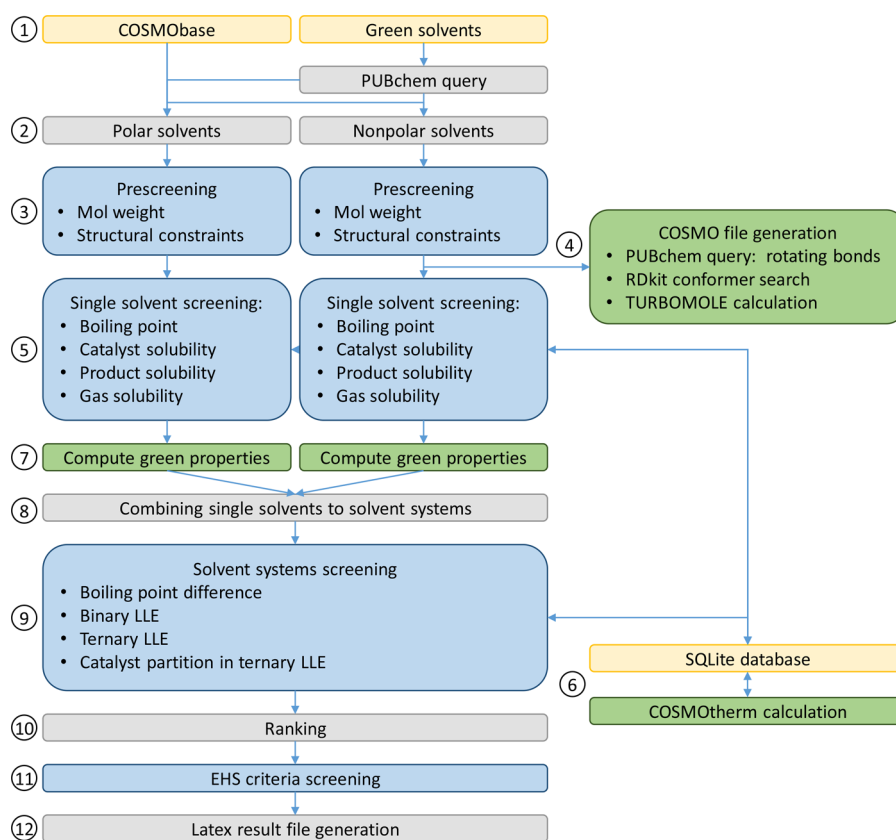 1
COSMObase
Green solvents
PUBchem query
2
Polar solvents
Nonpolar solvents
3
Prescreening
• Mol weight
• Structural constraints
Prescreening
• Mol weight
• Structural constraints
4
COSMO file generation
• PUBchem query: rotating bonds
• RDkit conformer search
• TURBOMOLE calculation
5
Single solvent screening:
• Boiling point
• Catalyst solubility
• Product solubility
• Gas solubility
Single solvent screening:
• Boiling point
• Catalyst solubility
• Product solubility
• Gas solubility
7
Compute green properties
Compute green properties
8
Combining single solvents to solvent systems
9
Solvent systems screening
• Boiling point difference
• Binary LLE
• Ternary LLE
• Catalyst partition in ternary LLE
6
SQLite database
COSMOtherm calculation
10
Ranking
11
EHS criteria screening
12
Latex result file generation